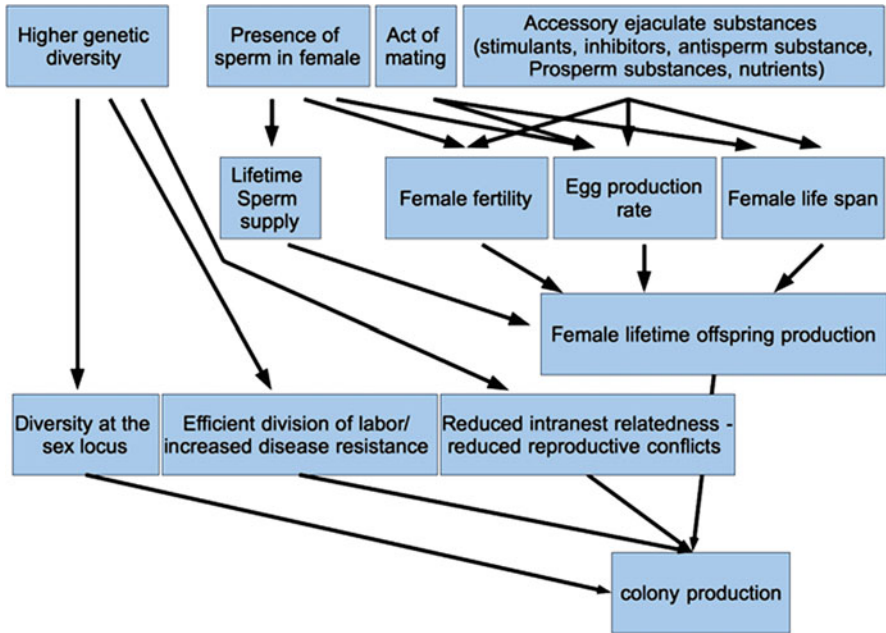 Higher genetic
diversity
Presence of
sperm in female
Act of
mating
Accessory ejaculate substances
(stimulants, inhibitors, antisperm substance,
Prosperm substances, nutrients)
Lifetime
Sperm
supply
Female fertility
Egg production
rate
Female life span
Female lifetime offspring production
Diversity at the
sex locus
Efficient division of labor/
increased disease resistance
Reduced intranest relatedness -
reduced reproductive conflicts
colony production